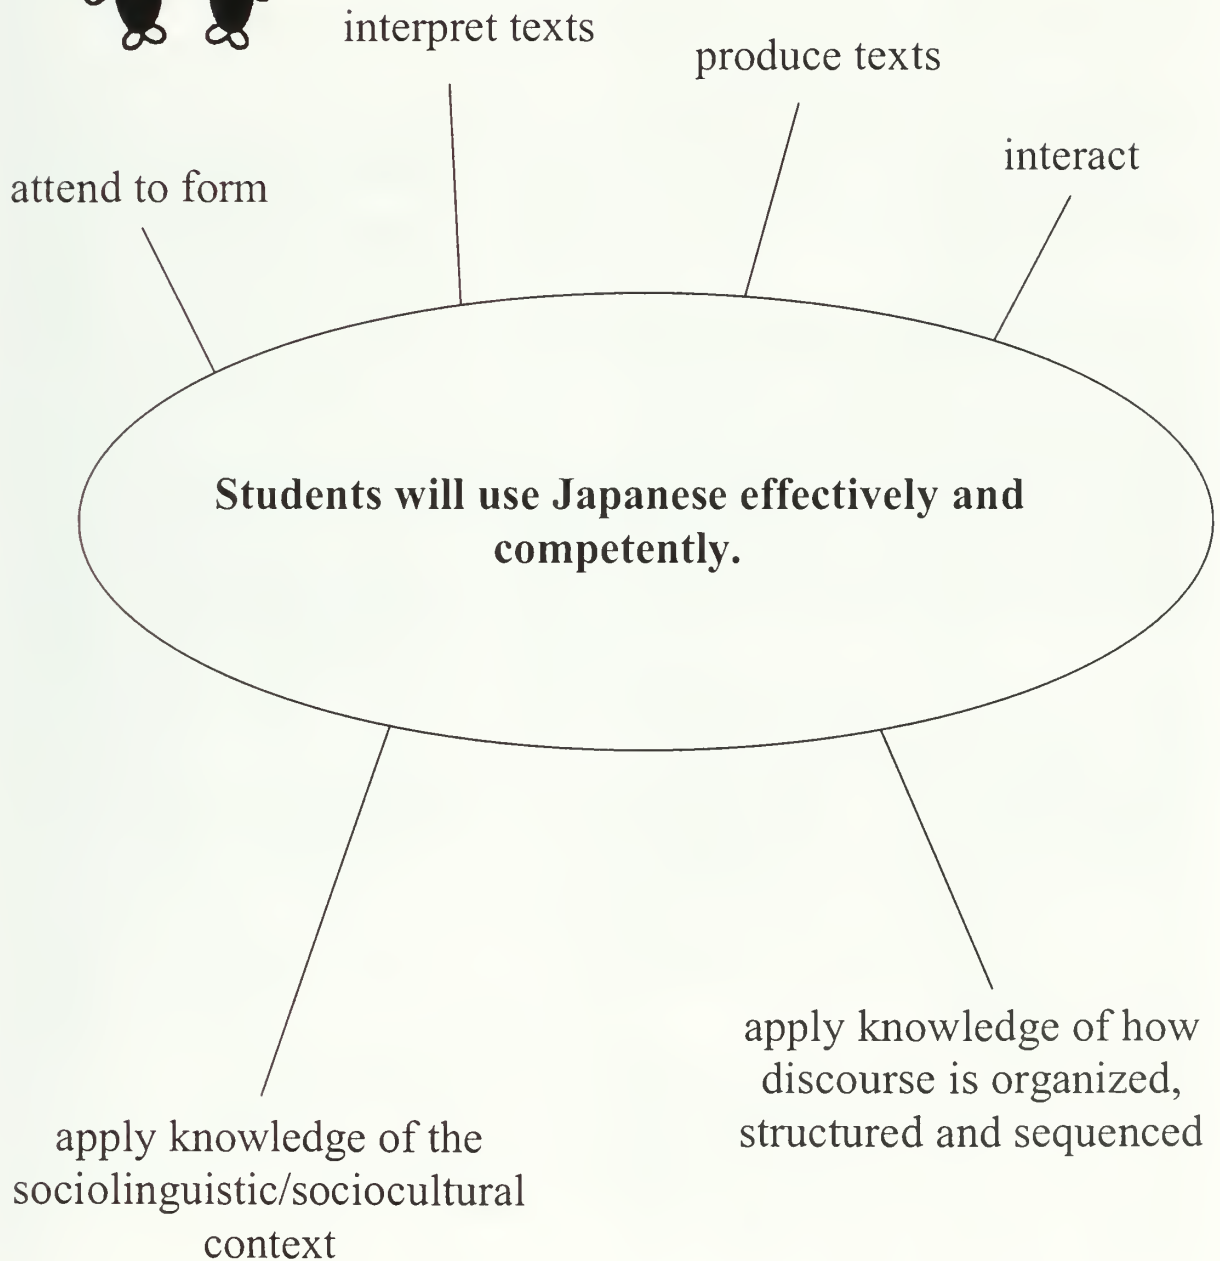 interpret texts
produce texts
interact
attend to form
Students will use Japanese effectively and
competently.
apply knowledge of how
discourse is organized,
structured and sequenced
apply knowledge of the
sociolinguistic/sociocultural
context